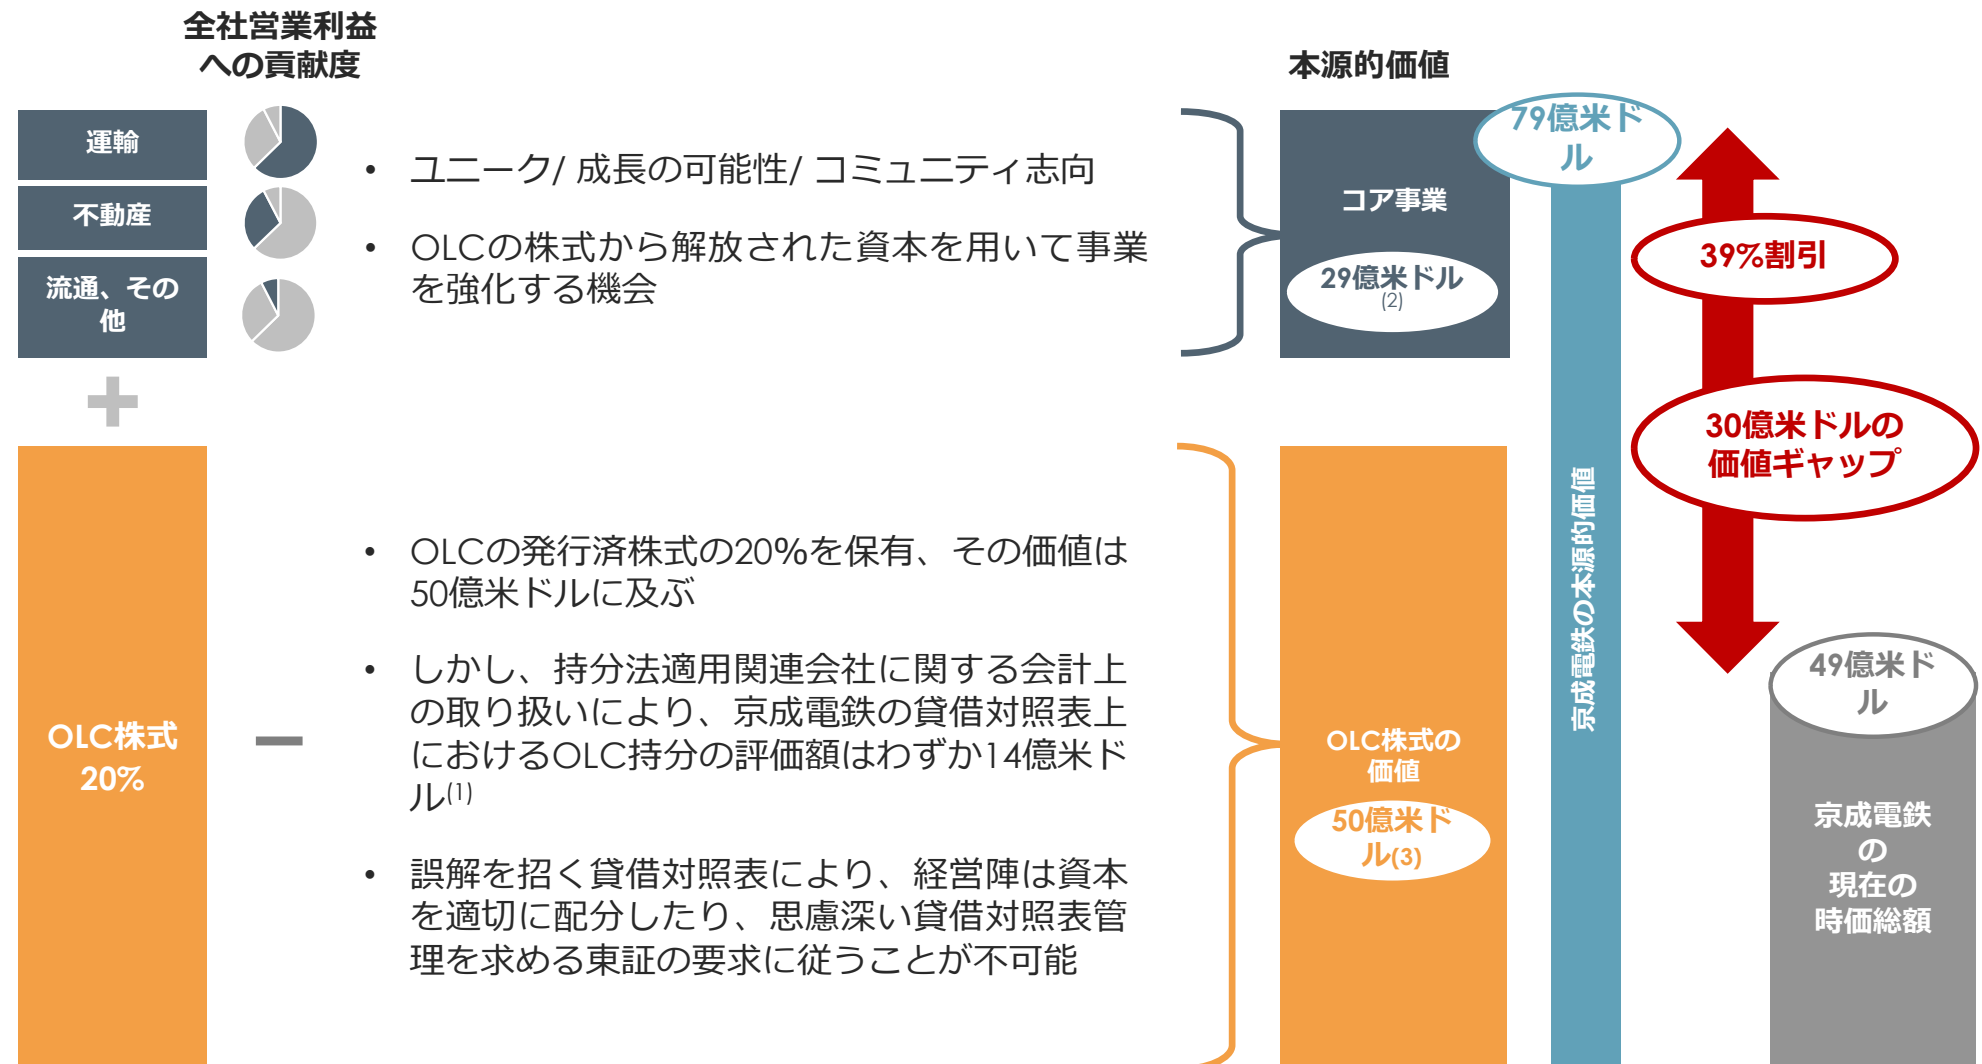 全社営業利益
への貢献度
本源的価値
運輸
不動産
流通、その
他
• ユニーク/ 成長の可能性/ コミュニティ志向
• OLCの株式から解放された資本を用いて事業
を強化する機会
コア事業
29億米ドル
(2)
79億米ド
ル
39%割引
30億米ドルの
価値ギャップ
OLC株式
20%
• OLCの発行済株式の20%を保有、その価値は
50億米ドルに及ぶ
• しかし、持分法適用関連会社に関する会計上
の取り扱いにより、京成電鉄の貸借対照表上
におけるOLC持分の評価額はわずか14億米ド
ル(1)
• 誤解を招く貸借対照表により、経営陣は資本
を適切に配分したり、思慮深い貸借対照表管
理を求める東証の要求に従うことが不可能
OLC株式の
価値
50億米ド
ル(3)
京成電鉄の本源的価値
49億米ド
ル
京成電鉄
の
現在の
時価総額